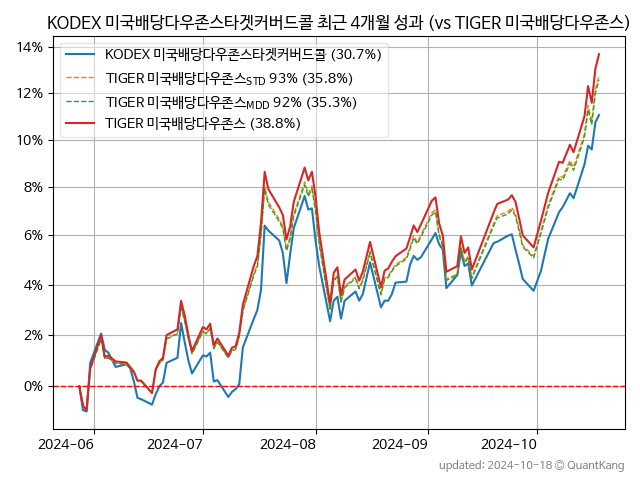 KODEX 미국배당다우존스타겟커버드콜 최근 4개월 성과 (vs TIGER 미국배당다우존스)
14%
12%
10%
8%
6%
4%
2%
0%
KODEX 미국배당다우존스타겟커버드콜 (30.7%)
TIGER 미국배당다우존스STD 93% (35.8%)
TIGER 미국배당다우존스MDD 92% (35.3%)
TIGER 미국배당다우존스 (38.8%)
2024-06 2024-07 2024-08 2024-09 2024-10
updated: 2024-10-18 @ QuantKang